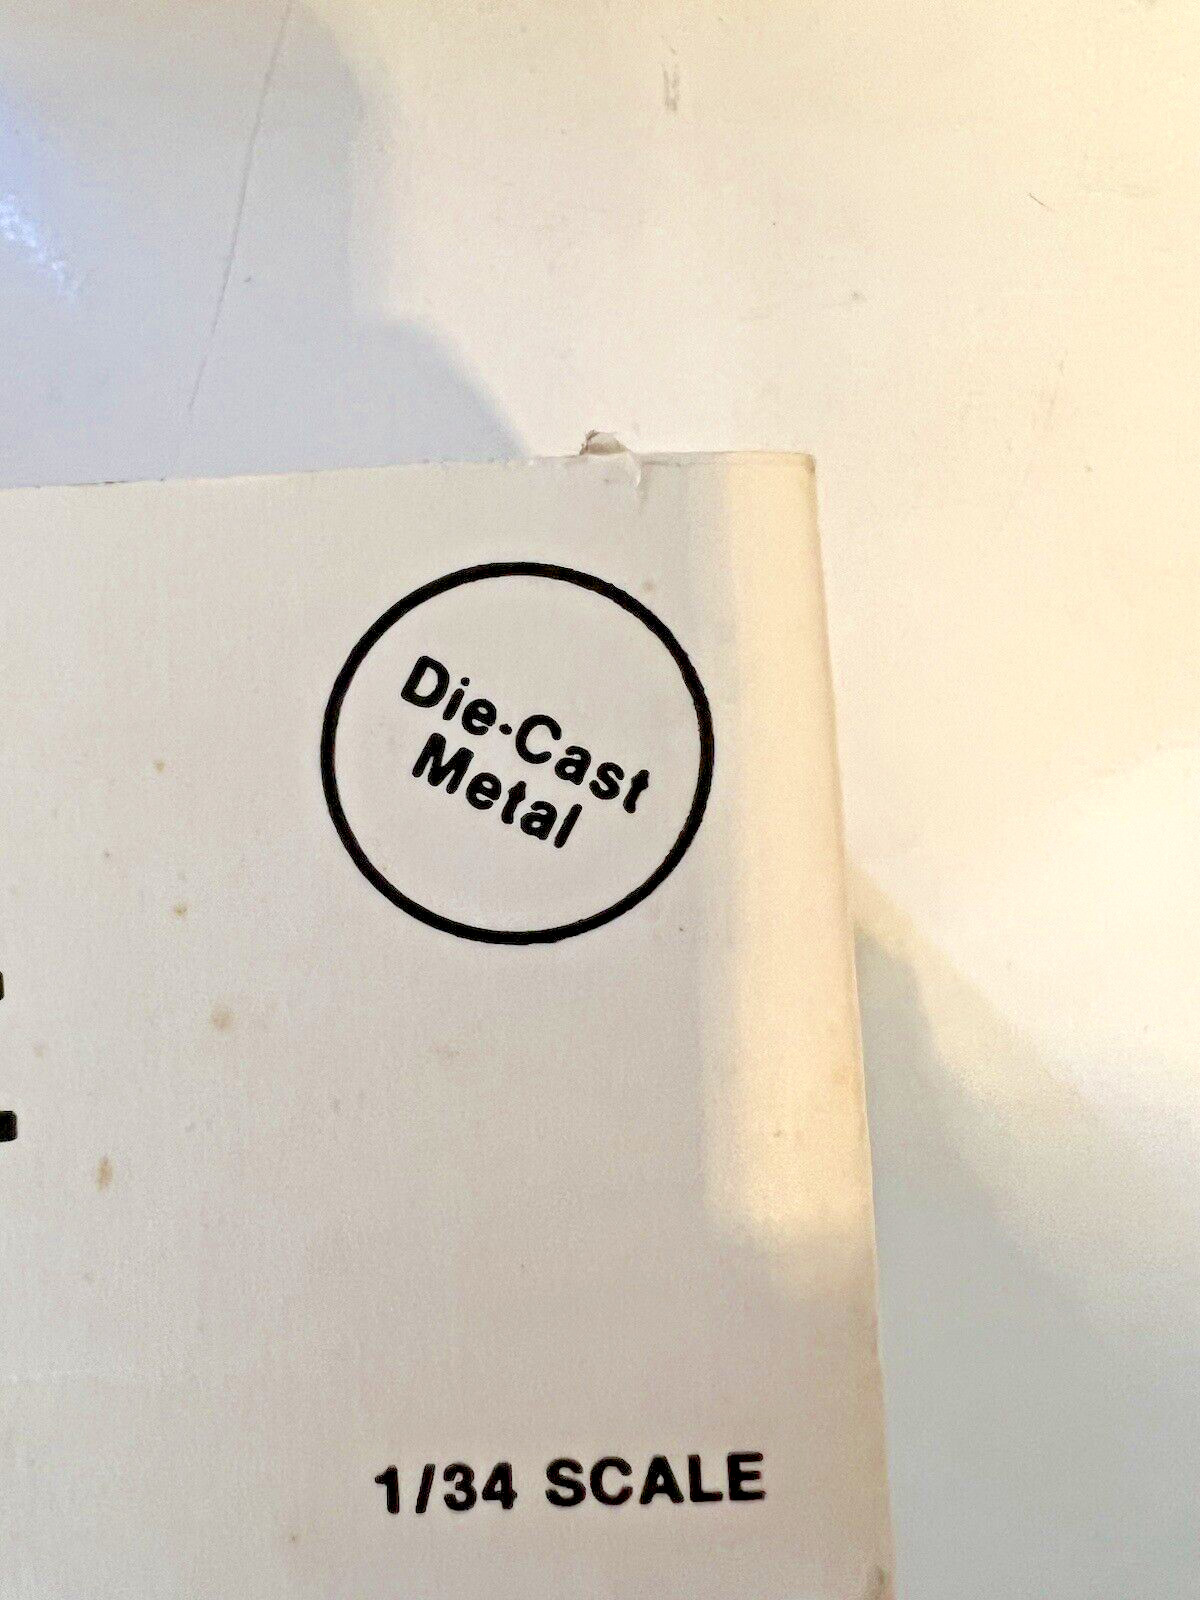 Die-Cast
Metal
1/34 SCALE